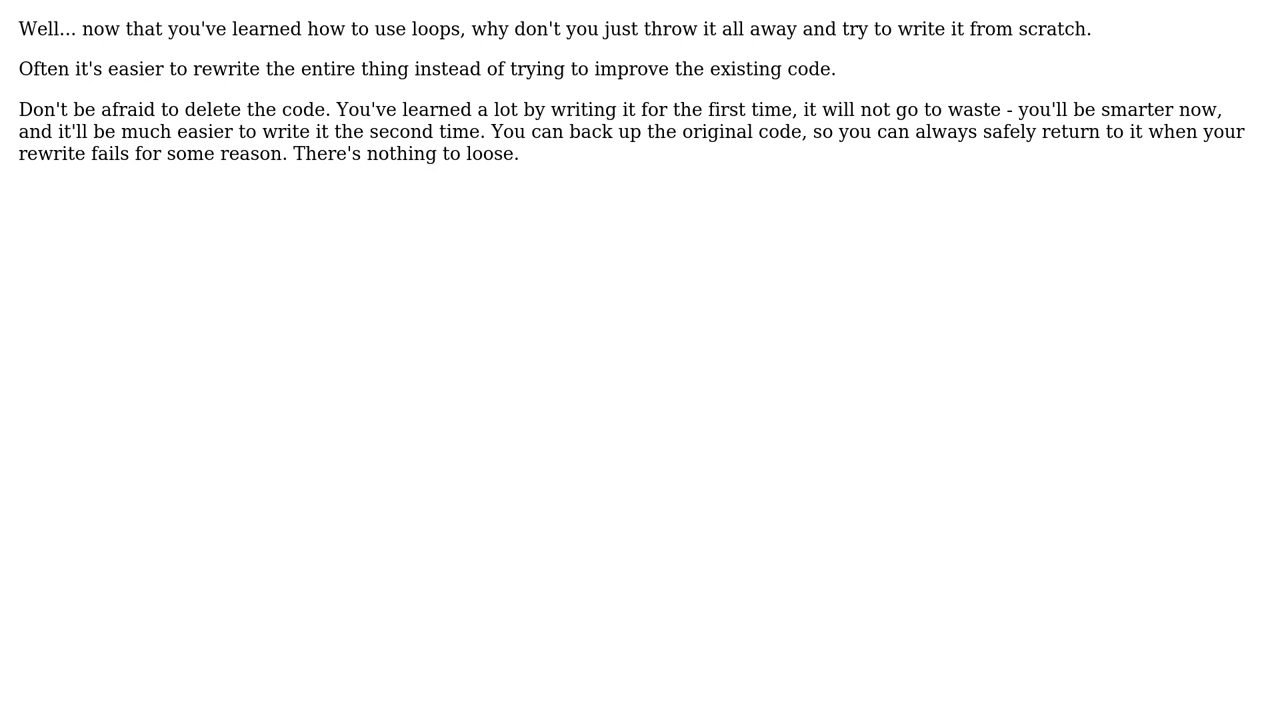 Well... now that you've learned how to use loops, why don't you just throw it all away and try to write it from scratch.
Often it's easier to rewrite the entire thing instead of trying to improve the existing code.
Don't be afraid to delete the code. You've learned a lot by writing it for the first time, it will not go to waste - you'll be smarter now,
and it'll be much easier to write it the second time. You can back up the original code, so you can always safely return to it when your
rewrite fails for some reason. There's nothing to loose.